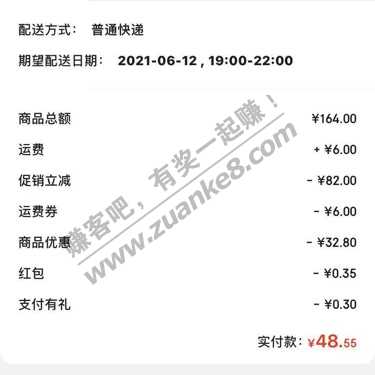 配送方式： 普通快递
期望配送日期： 2021-06-12 , 19:00-22:00
商品总额 ¥164.00
运费 + ¥6.00
促销立减 - ¥82.00
运费券 - ¥6.00
商品优惠 - ¥32.80
红包 - ¥0.35
支付有礼 - ¥0.30
实付款： ¥48.55
赚客吧，有奖一起赚！
www.zuanke8.com